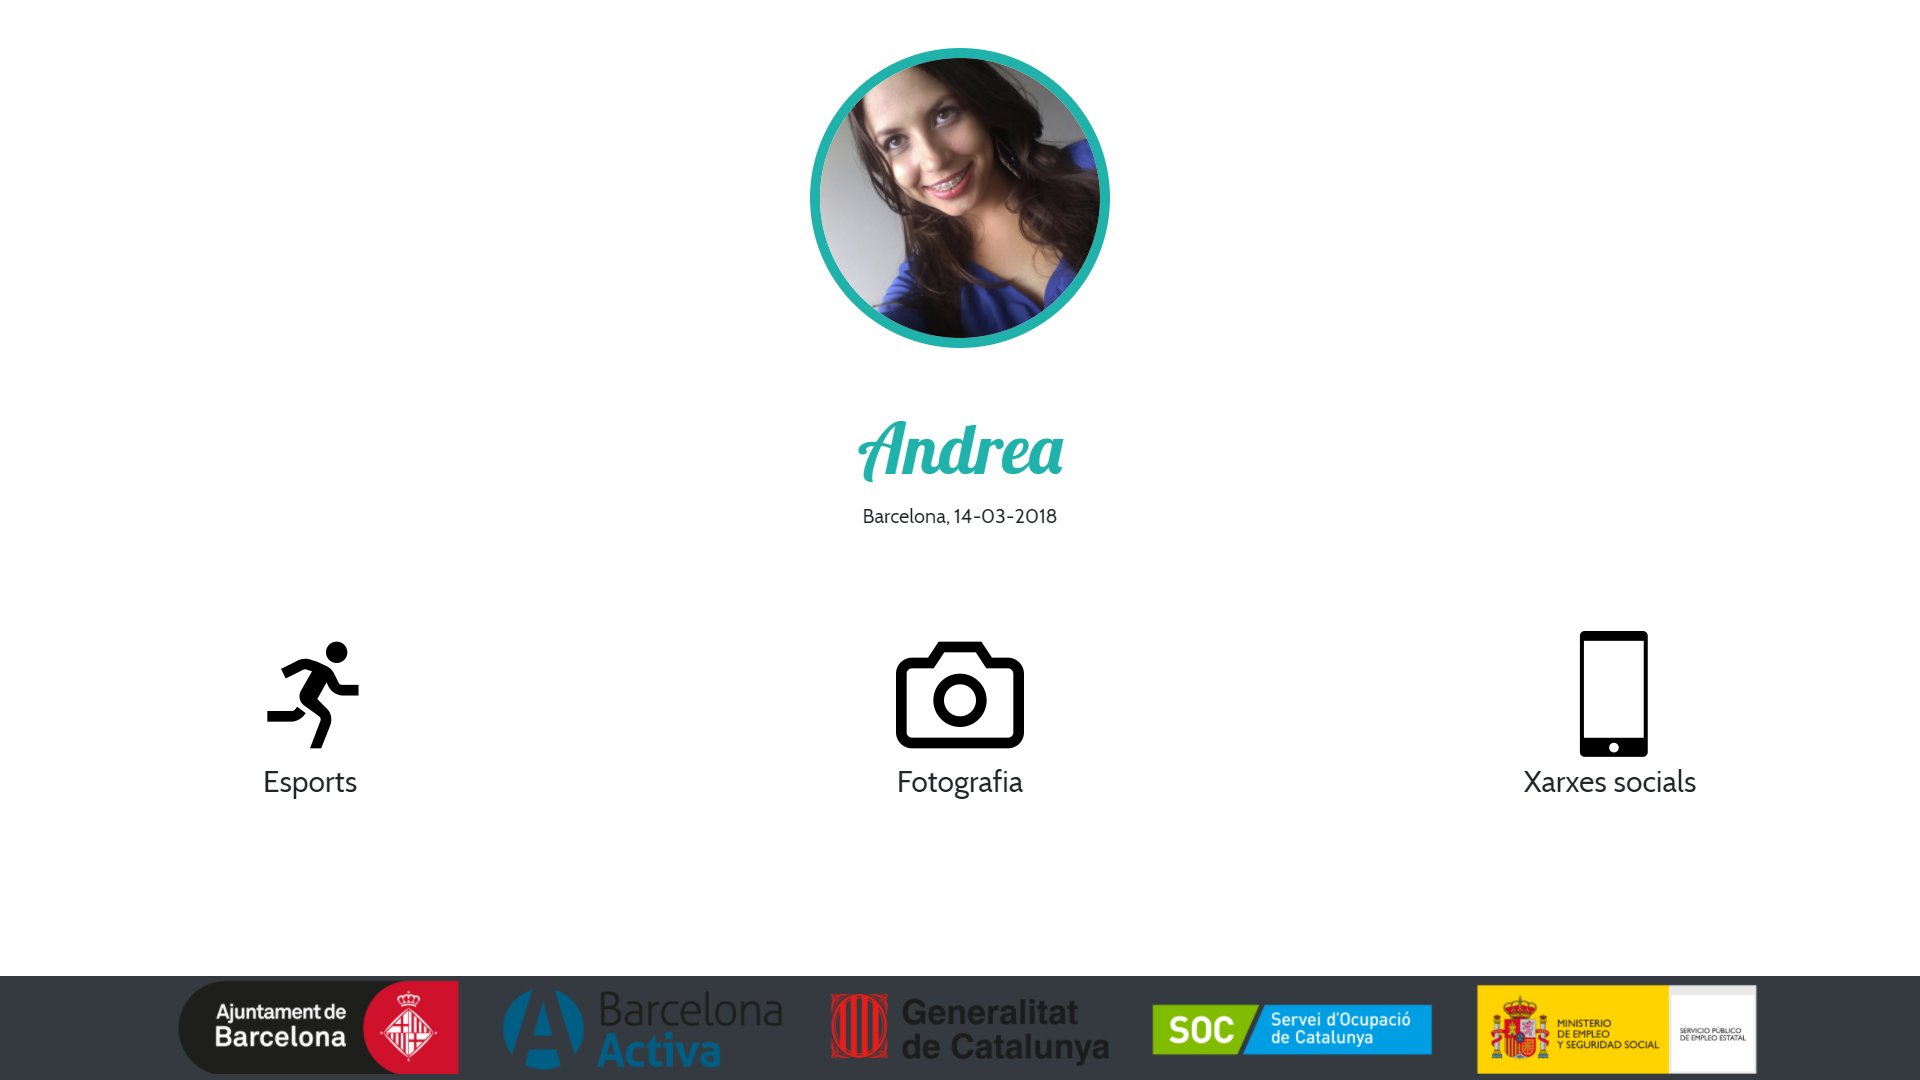 Andrea
Barcelona, 14-03-2018
Esports
Fotografia
Xarxes socials
Ajuntament de
Barcelona
Barcelona
Activa
Generalitat
de Catalunya
SOC
Servei d'Ocupació
de Catalunya
MINISTERIO
DE EMPLEO
Y SEGURIDAD SOCIAL
SERVICIO PÚBLICO
DE EMPLEO ESTATAL